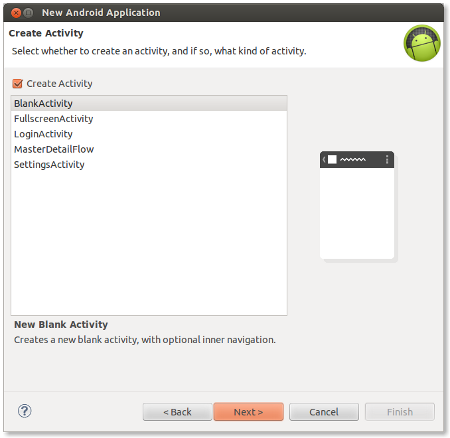 New Android Application
Create Activity
Select whether to create an activity, and if so, what kind of activity.
Create Activity
BlankActivity
FullscreenActivity
LoginActivity
MasterDetailFlow
SettingsActivity
New Blank Activity
Creates a new blank activity, with optional inner navigation.
?
< Back
Next >
Cancel
Finish